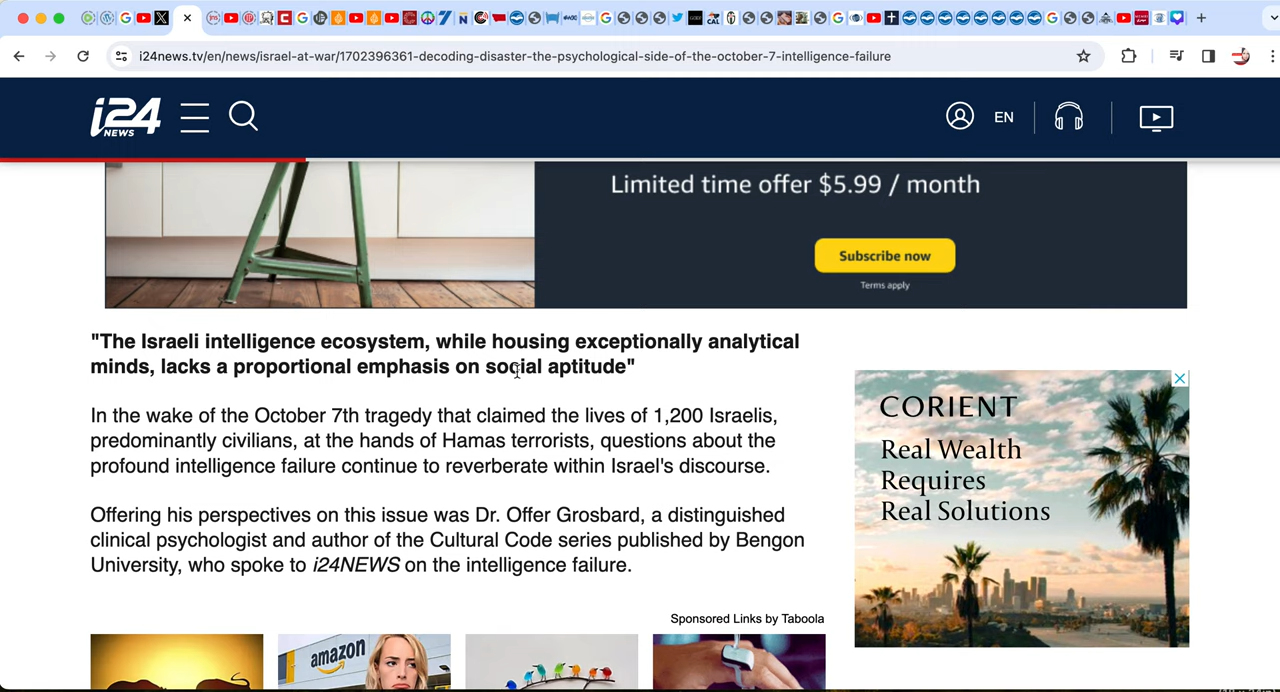 i24news.tv/en/news/israel-at-war/1702396361-decoding-disaster-the-psychological-side-of-the-october-7-intelligence-failure
i24
NEWS
EN
Limited time offer $5.99 / month
Subscribe now
Terms apply
"The Israeli intelligence ecosystem, while housing exceptionally analytical
minds, lacks a proportional emphasis on social aptitude"
In the wake of the October 7th tragedy that claimed the lives of 1,200 Israelis,
predominantly civilians, at the hands of Hamas terrorists, questions about the
profound intelligence failure continue to reverberate within Israel's discourse.
Offering his perspectives on this issue was Dr. Offer Grosbard, a distinguished
clinical psychologist and author of the Cultural Code series published by Bengon
University, who spoke to i24NEWS on the intelligence failure.
CORIENT
Real Wealth
Requires
Real Solutions
Sponsored Links by Taboola
amazon